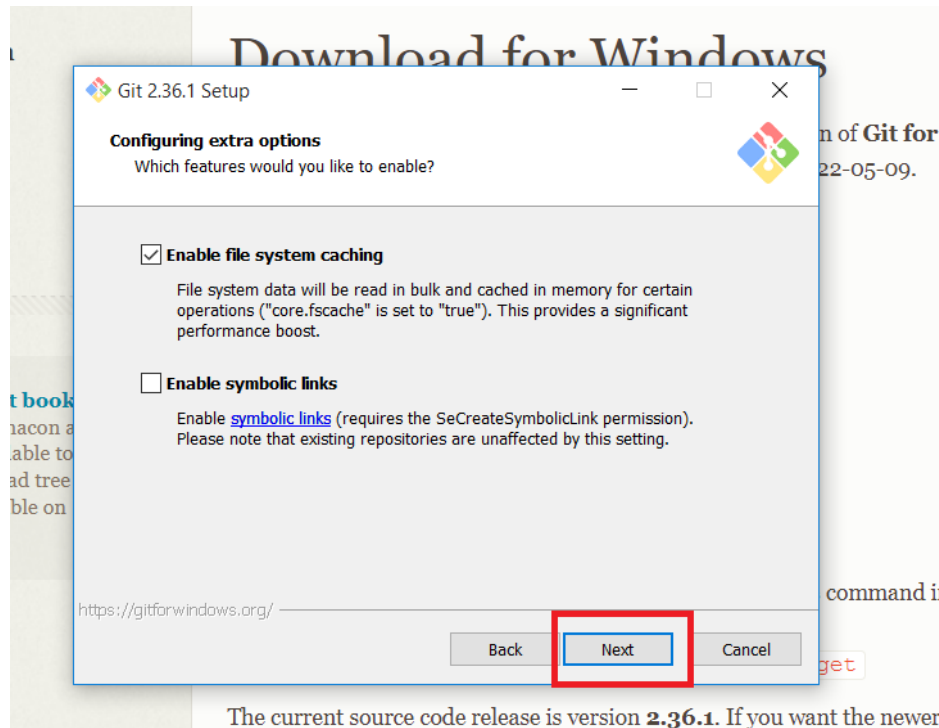 Download for Windows
Git 2.36.1 Setup
Configuring extra options
Which features would you like to enable?
n of Git for
22-05-09.
Enable file system caching
File system data will be read in bulk and cached in memory for certain
operations ("core.fscache" is set to "true"). This provides a significant
performance boost.
Enable symbolic links
Enable symbolic links (requires the SeCreateSymbolicLink permission).
Please note that existing repositories are unaffected by this setting.
t book
nacon a
able to
ad tree
ble on
https://gitforwindows.org/
command i
Back Next Cancel
get
The current source code release is version 2.36.1. If you want the newer